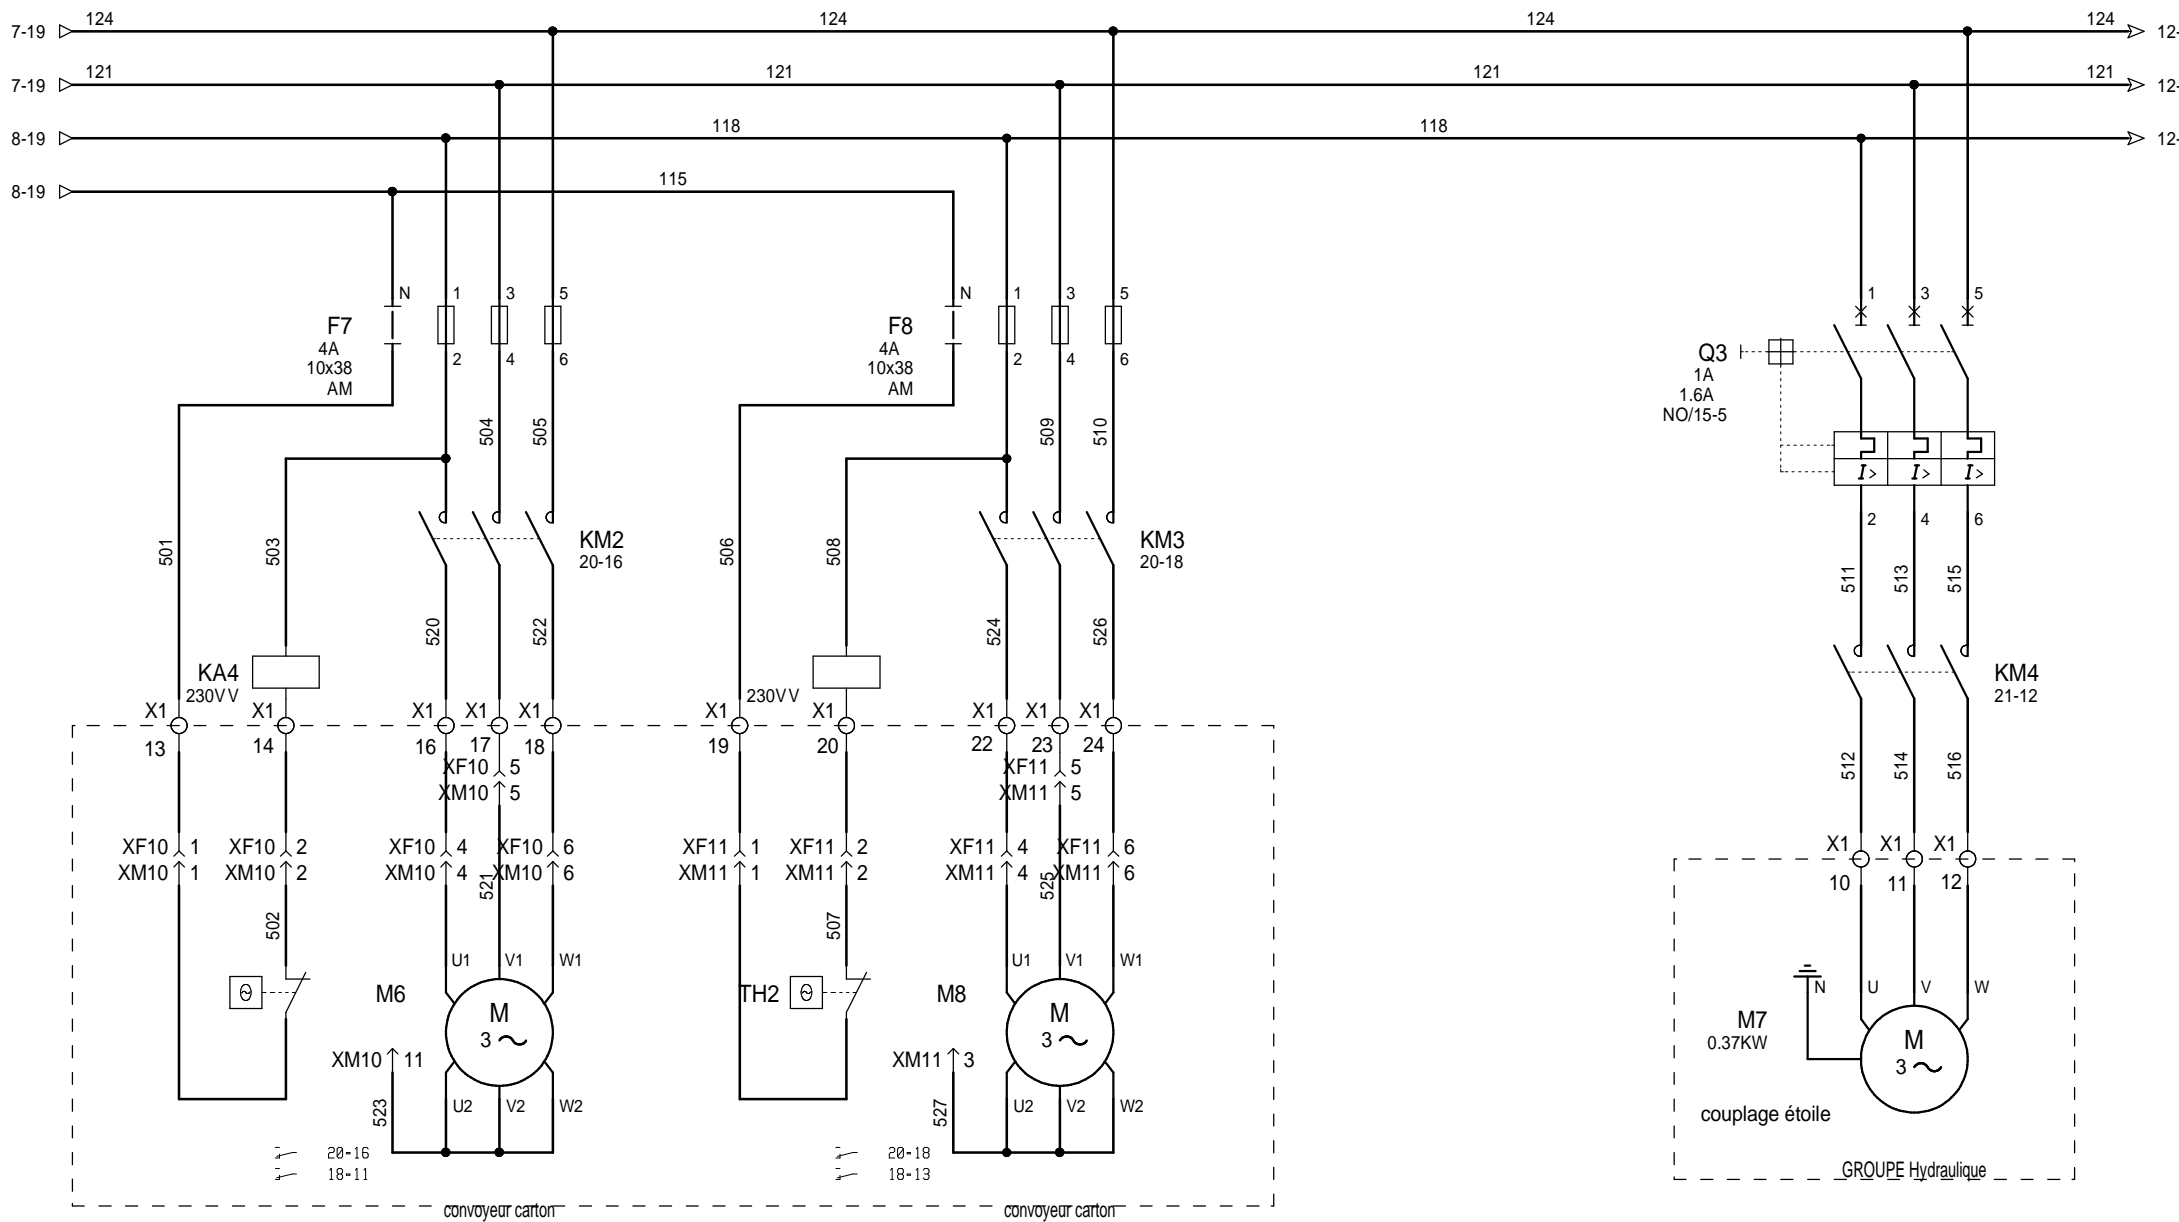 124 124 124 124
7-19 12-
121 121 121 121
7-19 12-
118 118
8-19 12-
115
8-19
N 1 3 5 N 1 3 5 1 3 5
F7 F8
4A 4A
10x38 10x38
AM AM
2 4 6 2 4 6
Q3
1A
1.6A
NO/15-5
504 505 509 510
2 4 6
501 503 506 508
KM2 KM3
20-16 20-18
511 513 515
520 522 524 526
KA4 KM4
230VV 230VV 21-12
X1 X1 X1 X1 X1 X1 X1 X1 X1 X1
13 14 16 17 18 19 20 22 23 24
512 514 516
XF10 5 XF11 5
XM10 5 XM11 5
XF10 1 XF10 2 XF10 4 XF10 6 XF11 1 XF11 2 XF11 4 XF11 6
XM10 1 XM10 2 XM10 4 XM10 6 XM11 1 XM11 2 XM11 4 XM11 6
X1 X1 X1
10 11 12
521 525
502 507
U1 V1 W1 U1 V1 W1
θ M6 TH2 θ M8
N U V W
M M
3 3
M7
0.37KW
M
3
XM10 11 XM11 3
523 U2 V2 W2 527 U2 V2 W2
couplage étoile
20-16 20-18
18-11 18-13
GROUPE Hydraulique
convoyeur carton convoyeur carton